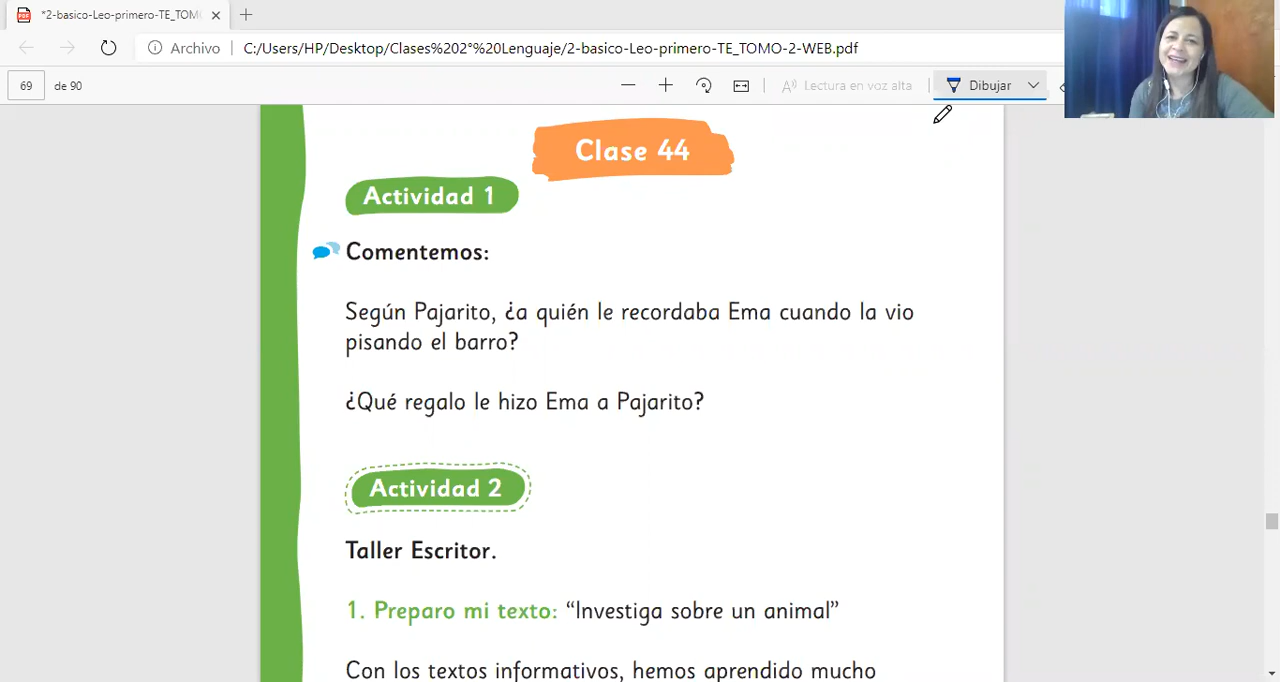 *2-basico-Leo-primero-TE_TOM
Archivo
C:/Users/HP/Desktop/Clases%202°%20Lenguaje/2-basico-Leo-primero-TE_TOMO-2-WEB.pdf
69 de 90
Lectura en voz alta
Dibujar
Clase 44
Actividad 1
Comentemos:
Según Pajarito, ¿a quién le recordaba Ema cuando la vio
pisando el barro?
¿Qué regalo le hizo Ema a Pajarito?
Actividad 2
Taller Escritor.
1. Preparo mi texto: “Investiga sobre un animal”
Con los textos informativos, hemos aprendido mucho